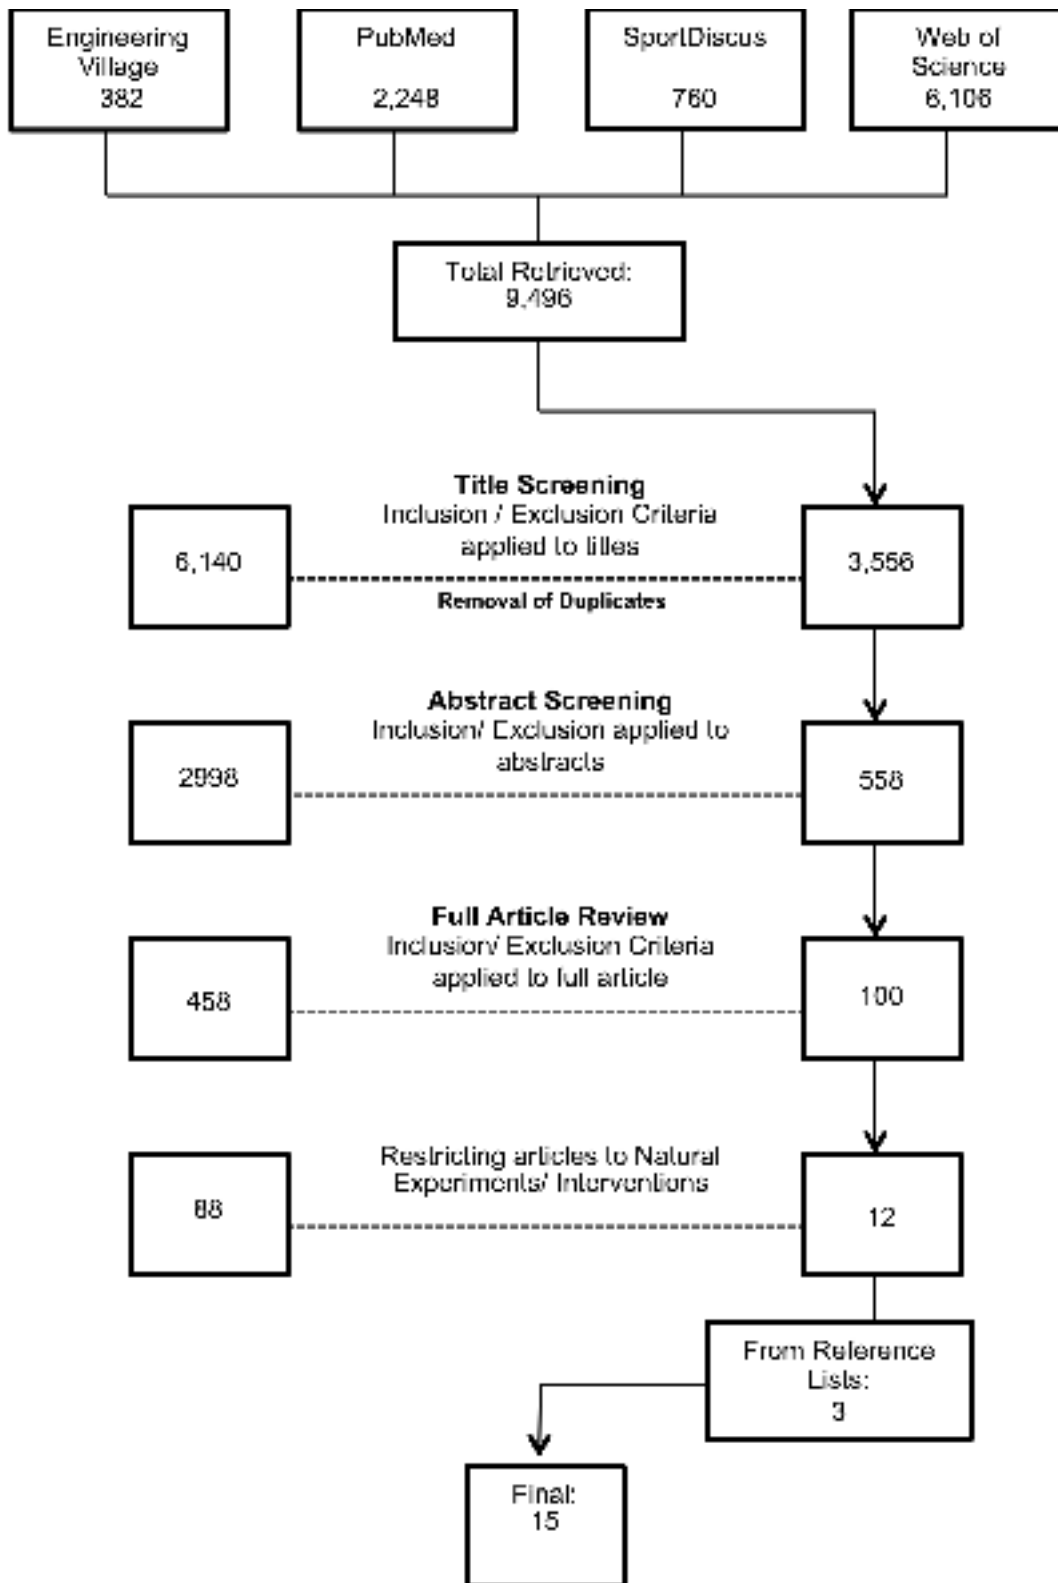 Engineering
Village
382
PubMed
2,248
SportDiscus
760
Web of
Science
6,106
Total Retrieved:
9,496
Title Screening
Inclusion / Exclusion Criteria
applied to titles
Removal of Duplicates
6,140
3,556
Abstract Screening
Inclusion/ Exclusion applied to
abstracts
2998
558
Full Article Review
Inclusion/ Exclusion Criteria
applied to full article
458
100
Restricting articles to Natural
Experiments/ Interventions
88
12
From Reference
Lists:
3
Final:
15